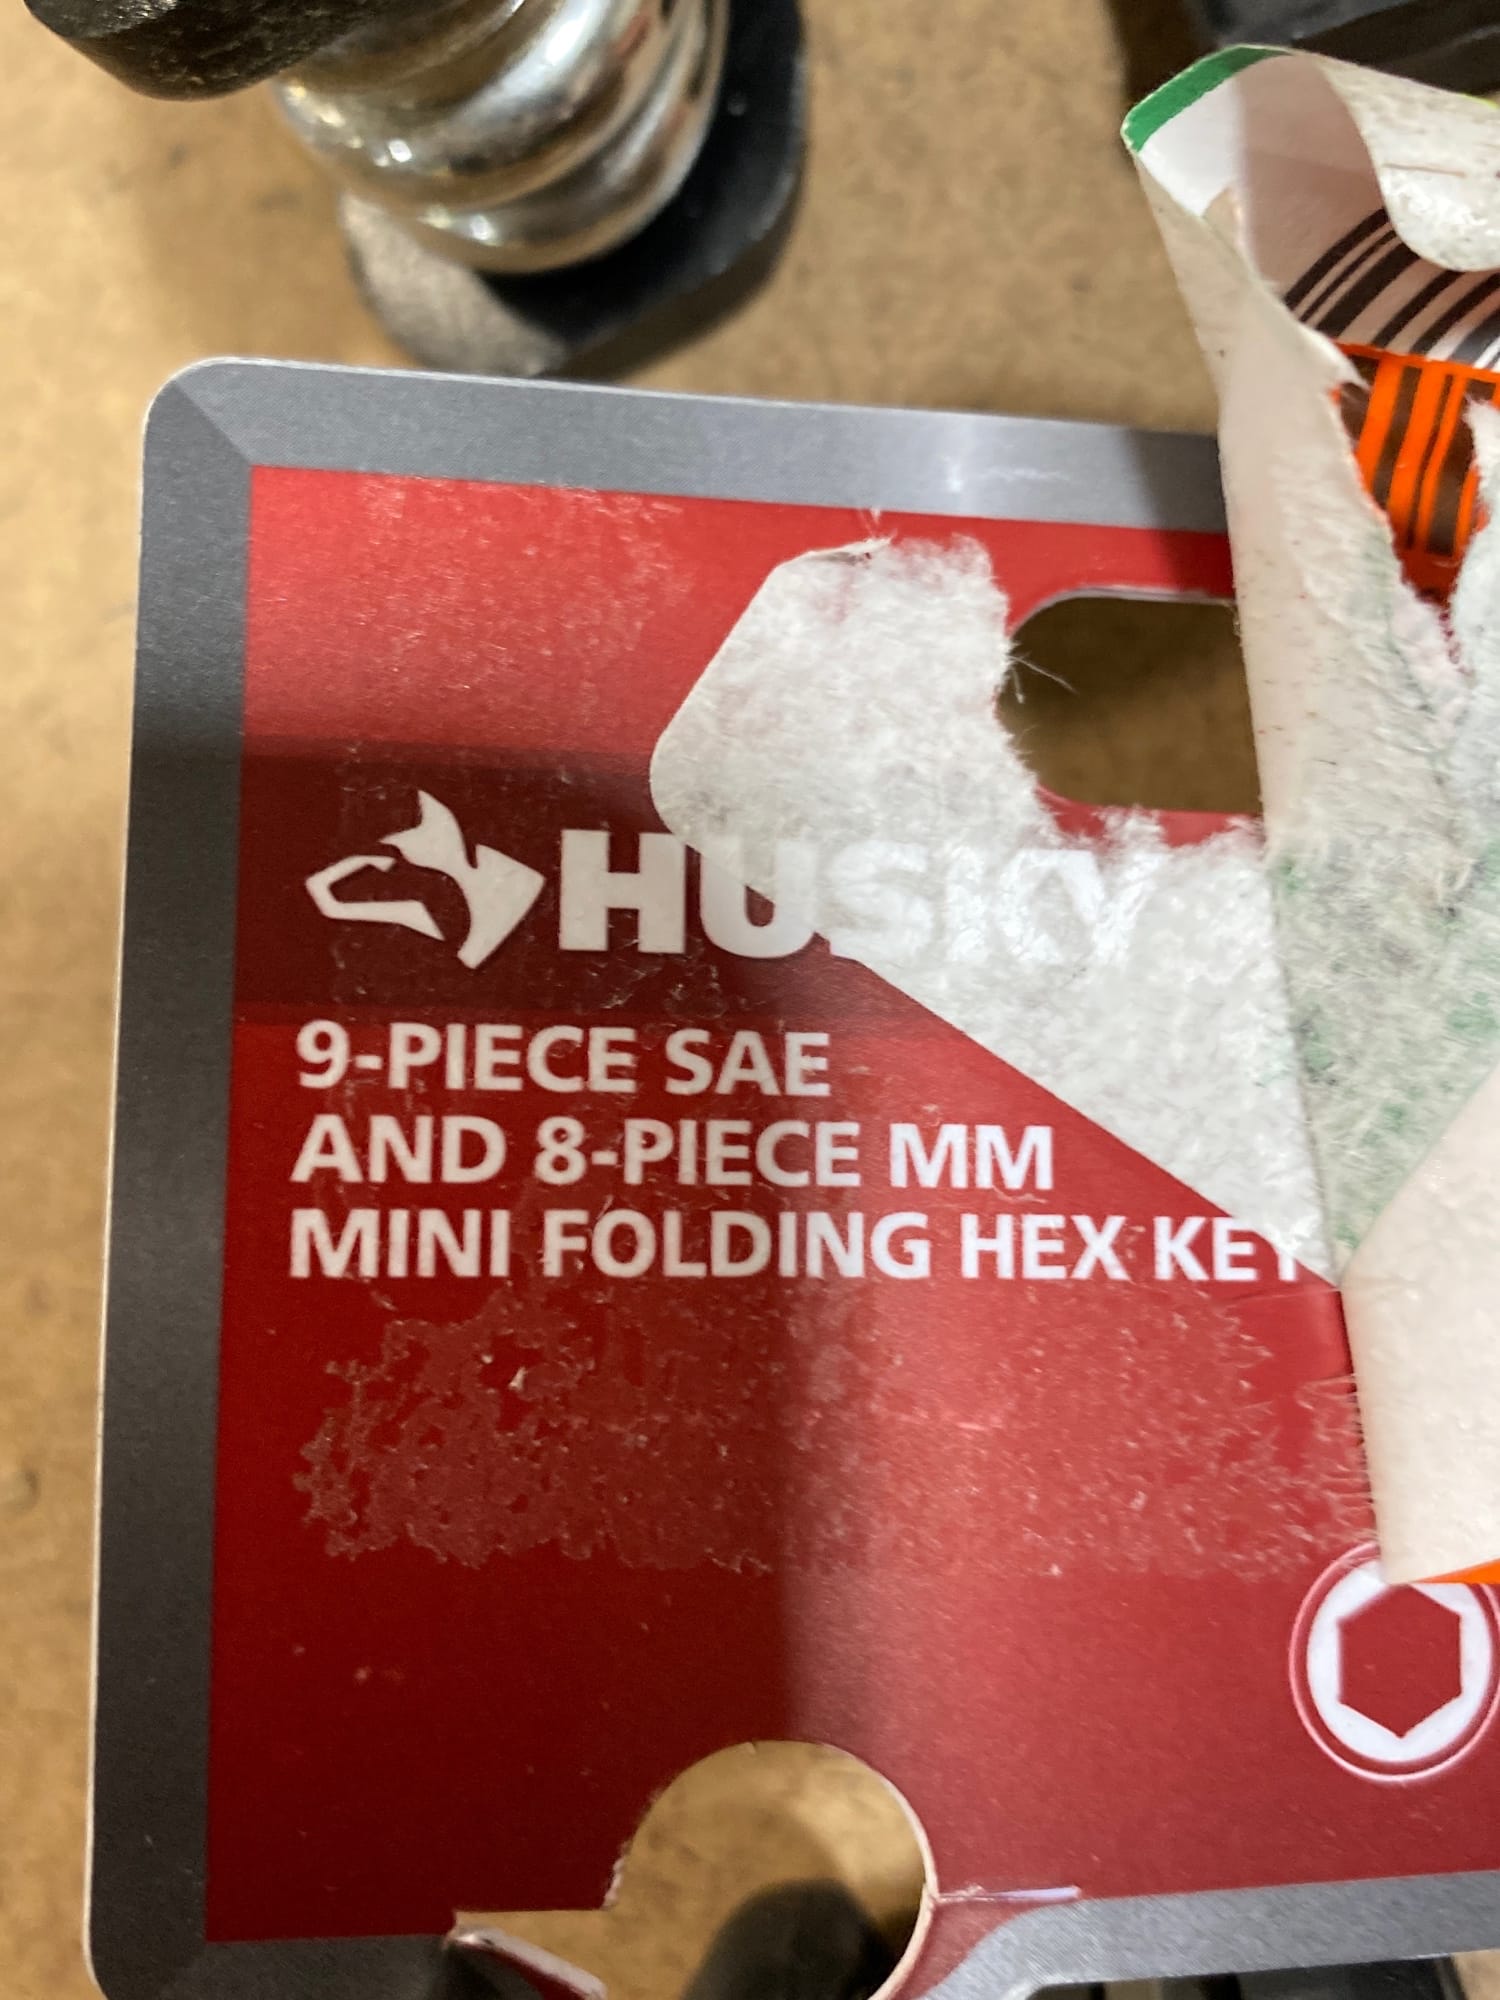 HUSKY
9-PIECE SAE
AND 8-PIECE MM
MINI FOLDING HEX KEY